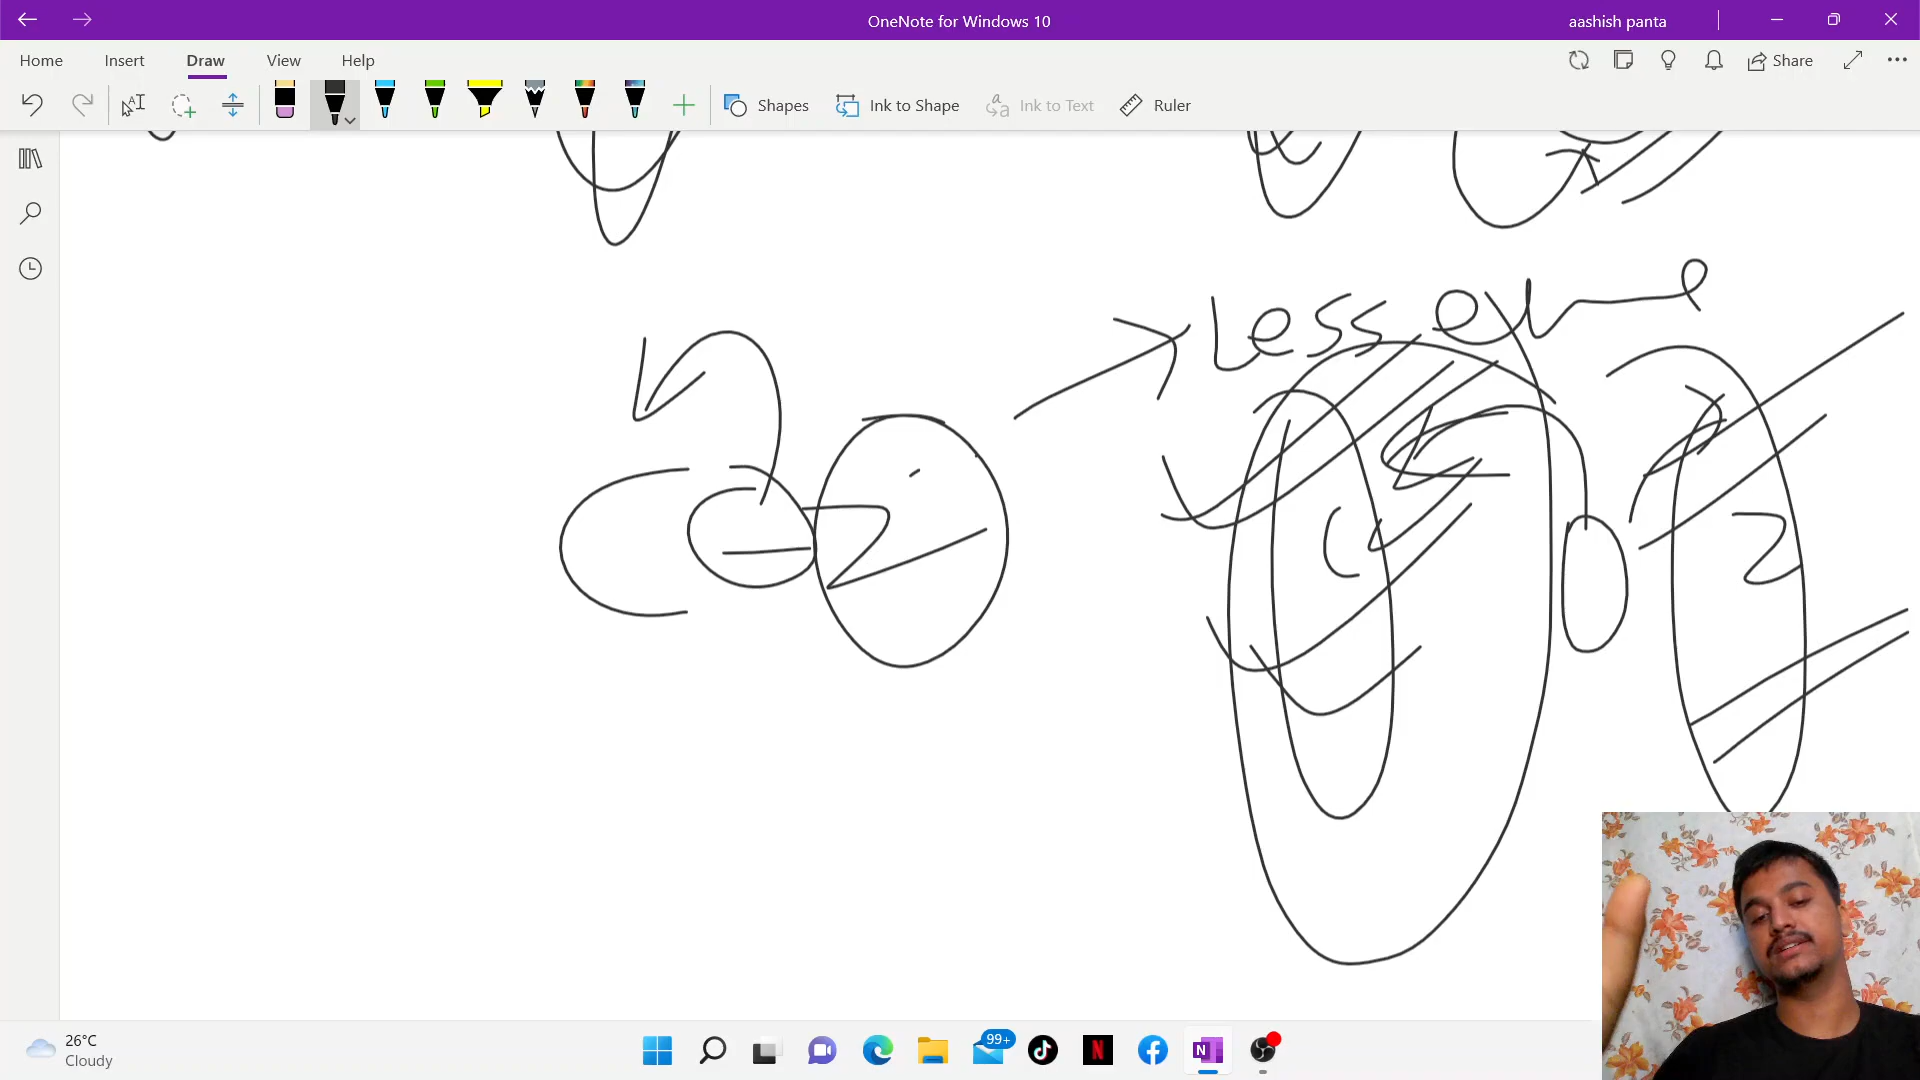 OneNote for Windows 10
aashish panta
Home Insert Draw View Help
Share
Shapes Ink to Shape Ink to Text Ruler
Less
C - Z
C
O
2
26°C
Cloudy
99+